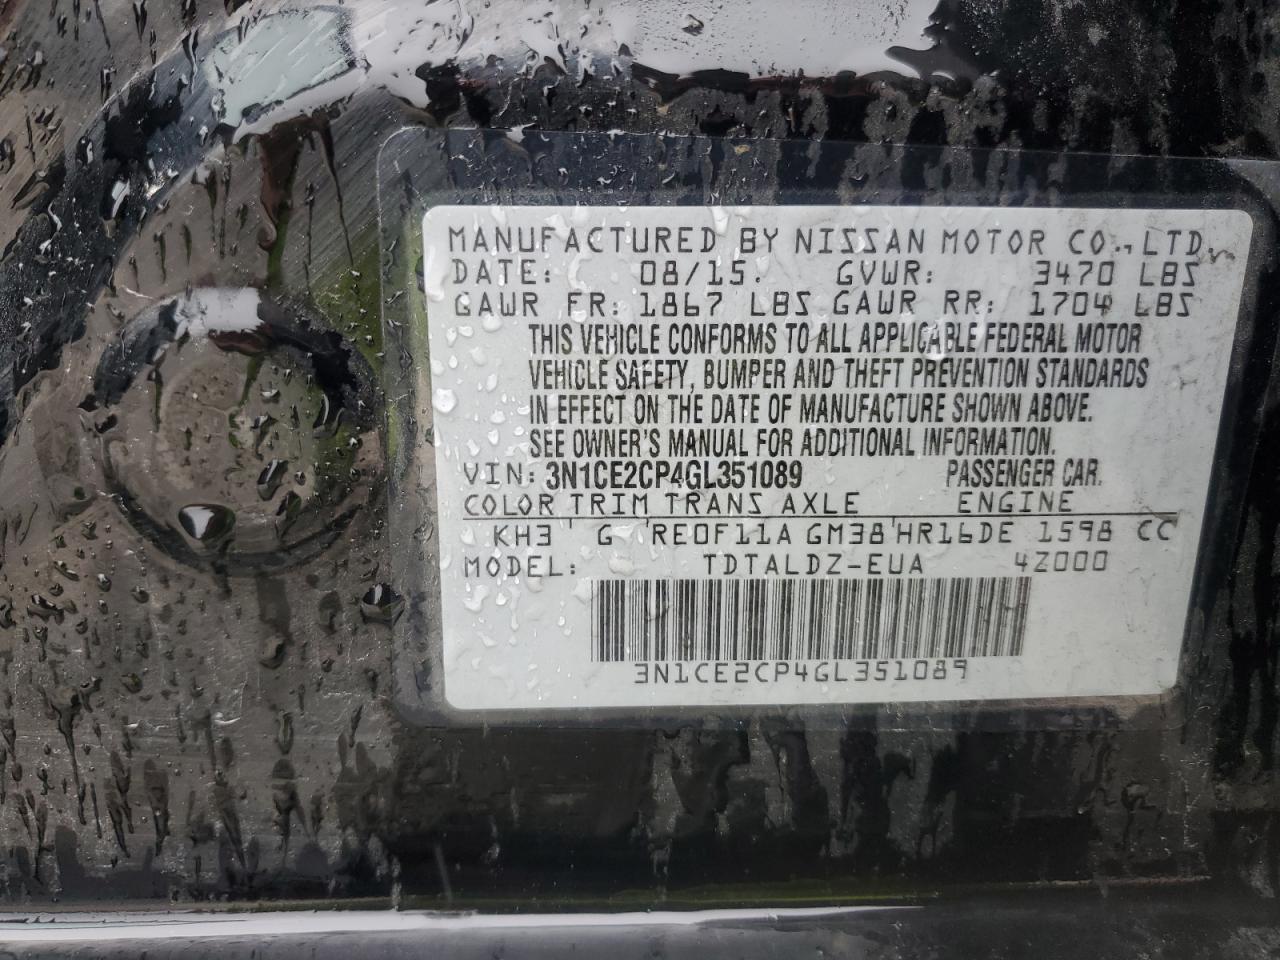 MANUFACTURED BY NISSAN MOTOR CO., LTD.
DATE: 08/15. GVWR: 3470 LBS
GAWR FR: 1867 LBS GAWR RR: 1704 LBS
THIS VEHICLE CONFORMS TO ALL APPLICABLE FEDERAL MOTOR
VEHICLE SAFETY, BUMPER AND THEFT PREVENTION STANDARDS
IN EFFECT ON THE DATE OF MANUFACTURE SHOWN ABOVE.
SEE OWNER'S MANUAL FOR ADDITIONAL INFORMATION.
VIN: 3N1CE2CP4GL351089 PASSENGER CAR.
COLOR TRIM TRANS AXLE ENGINE
KH3 G RE0F11A GM38 HR16DE 1598 CC
MODEL: TDTALDZ-EUA 4Z000
3N1CE2CP4GL351089